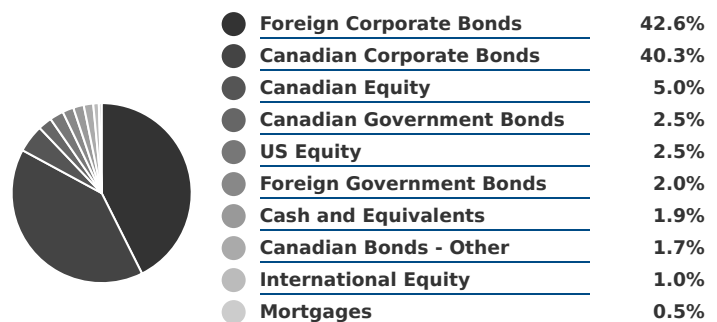 Foreign Corporate Bonds 42.6%
Canadian Corporate Bonds 40.3%
Canadian Equity 5.0%
Canadian Government Bonds 2.5%
US Equity 2.5%
Foreign Government Bonds 2.0%
Cash and Equivalents 1.9%
Canadian Bonds - Other 1.7%
International Equity 1.0%
Mortgages 0.5%